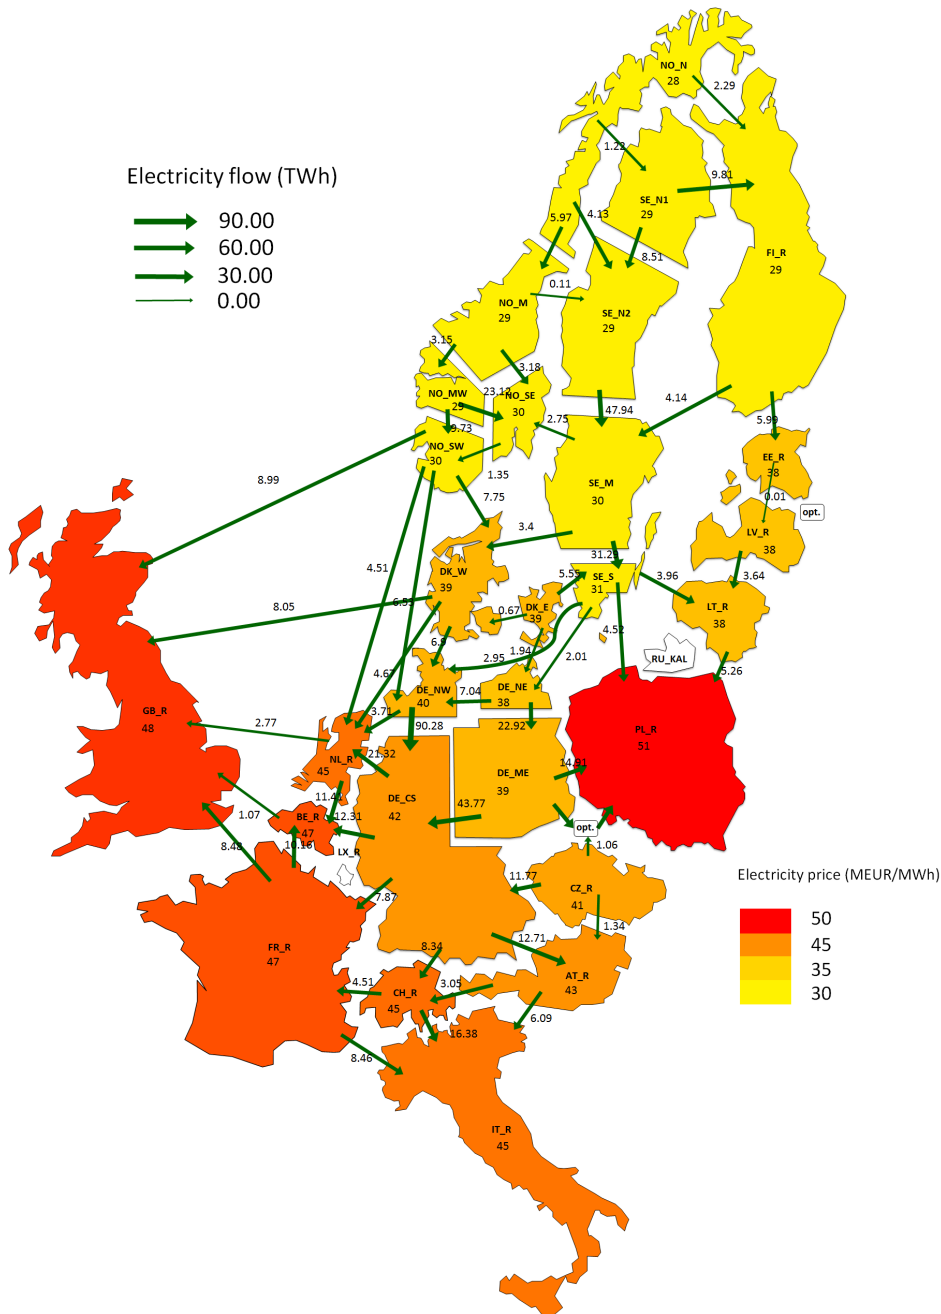 NO_N
28
2.29
1.22
Electricity flow (TWh)
9.81
SE_N1
29
90.00
5.97
4.13
60.00
8.51
FI_R
29
30.00
0.11
0.00
NO_M
29
SE_N2
29
3.15
3.18
NO_MW
29
23.12
NO_SE
30
4.14
47.94
2.75
5.99
9.73
NO_SW
30
EE_R
38
1.35
8.99
SE_M
30
7.75
0.01
opt.
3.4
LV_R
38
31.29
4.51
DK_W
39
5.55
SE_S
31
3.96
3.64
6.53
8.05
0.67
DK_E
39
LT_R
38
4.52
6.9
1.94
2.95
2.01
RU_KAL
5.26
4.67
DE_NW
40
7.04
DE_NE
38
GB_R
48
3.71
2.77
90.28
22.92
PL_R
51
21.32
NL_R
45
14.91
DE_ME
39
11.41
DE_CS
42
43.77
1.07
BE_R
47
12.31
opt.
8.43
10.16
LX_R
1.06
11.77
CZ_R
41
7.87
Electricity price (MEUR/MWh)
50
1.34
12.71
45
FR_R
47
8.34
35
AT_R
43
4.51
3.05
CH_R
45
30
6.09
16.38
8.46
IT_R
45